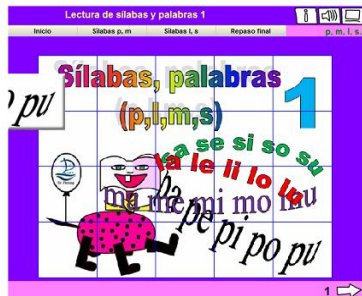 Lectura de sílabas y palabras 1
Inicio
Sílabas p, m
Sílabas l, s
Repaso final
p, m, l, s.
Sílabas, palabras
(p,l,m,s)
1
o pu
sa se si so su
la le li lo lu
ma me mi mo mu
pa pe pi po pu
1